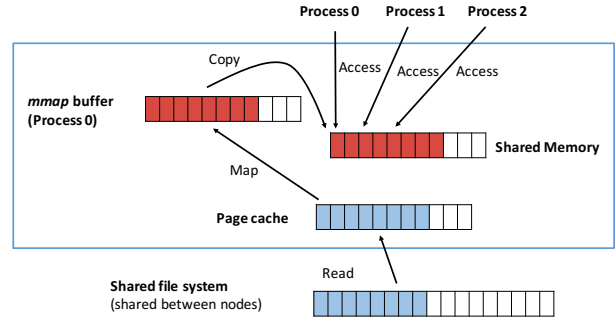 Process 0 Process 1 Process 2
Copy
Access Access Access
mmap buffer
(Process 0)
Shared Memory
Map
Page cache
Read
Shared file system
(shared between nodes)